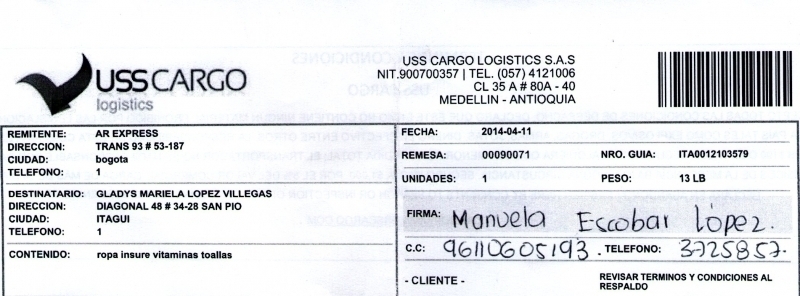 USSCARGO
logistics
USS CARGO LOGISTICS S.A.S
NIT.900700357 | TEL. (057) 4121006
CL 35 A # 80A - 40
MEDELLIN - ANTIOQUIA
REMITENTE: AR EXPRESS
DIRECCION: TRANS 93 # 53-187
CIUDAD: bogota
TELEFONO: 1
DESTINATARIO: GLADYS MARIELA LOPEZ VILLEGAS
DIRECCION: DIAGONAL 48 # 34-28 SAN PIO
CIUDAD: ITAGUI
TELEFONO: 1
CONTENIDO: ropa insure vitaminas toallas
FECHA: 2014-04-11
REMESA: 00090071 NRO. GUIA: ITA0012103579
UNIDADES: 1 PESO: 13 LB
FIRMA: Manuela Escobar López.
C.C: 96110605193. TELEFONO: 3725857.
- CLIENTE -
REVISAR TERMINOS Y CONDICIONES AL
RESPALDO